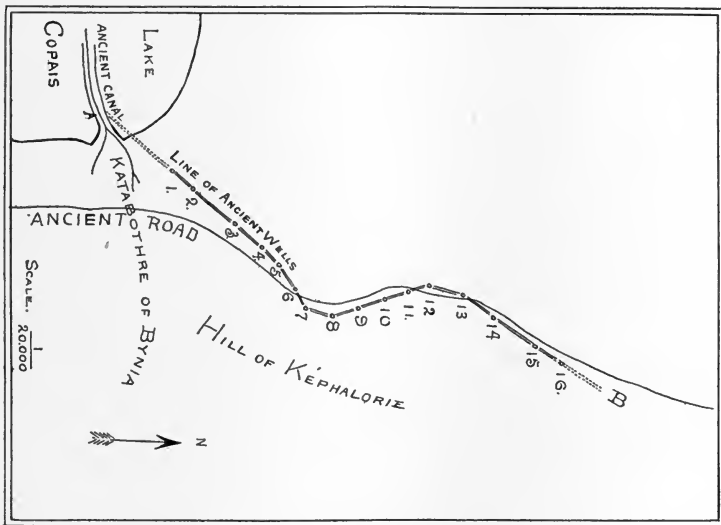 LAKE
COPAIS
ANCIENT CANAL
A
KATABOTHRE OF BYNIA
ANCIENT ROAD
LINE OF ANCIENT WELLS
1.
2.
3
4
5
6
7
8
9
10
11.
12
13
14
15
16.
B
HILL OF KÉPHALORIE
SCALE. 1/20.000
N